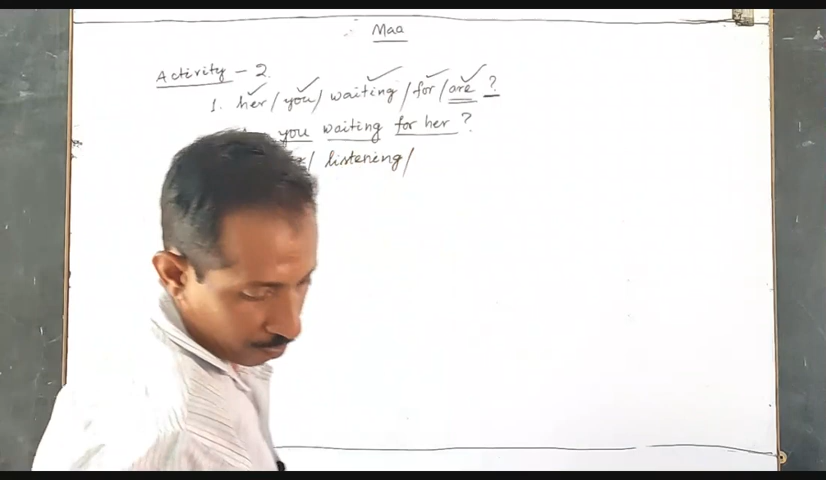 Maa
Activity - 2.
1. her / you / waiting / for / are ?
you waiting for her ?
/ listening /